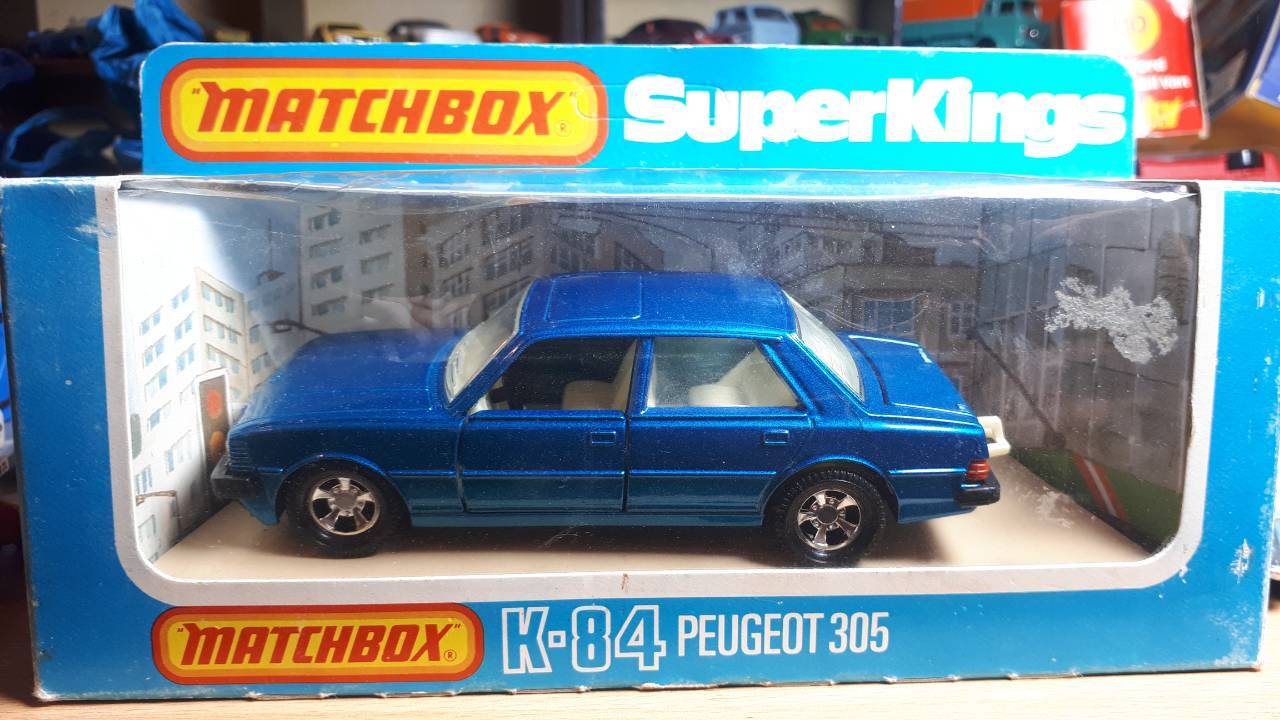 "MATCHBOX"®
SuperKings
"MATCHBOX"®
K-84 PEUGEOT 305